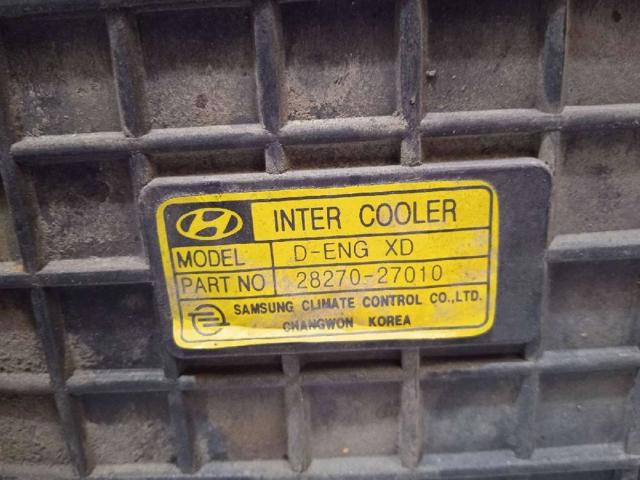 INTER COOLER
MODEL D-ENG XD
PART NO 28270-27010
SAMSUNG CLIMATE CONTROL CO.,LTD.
CHANGWON KOREA